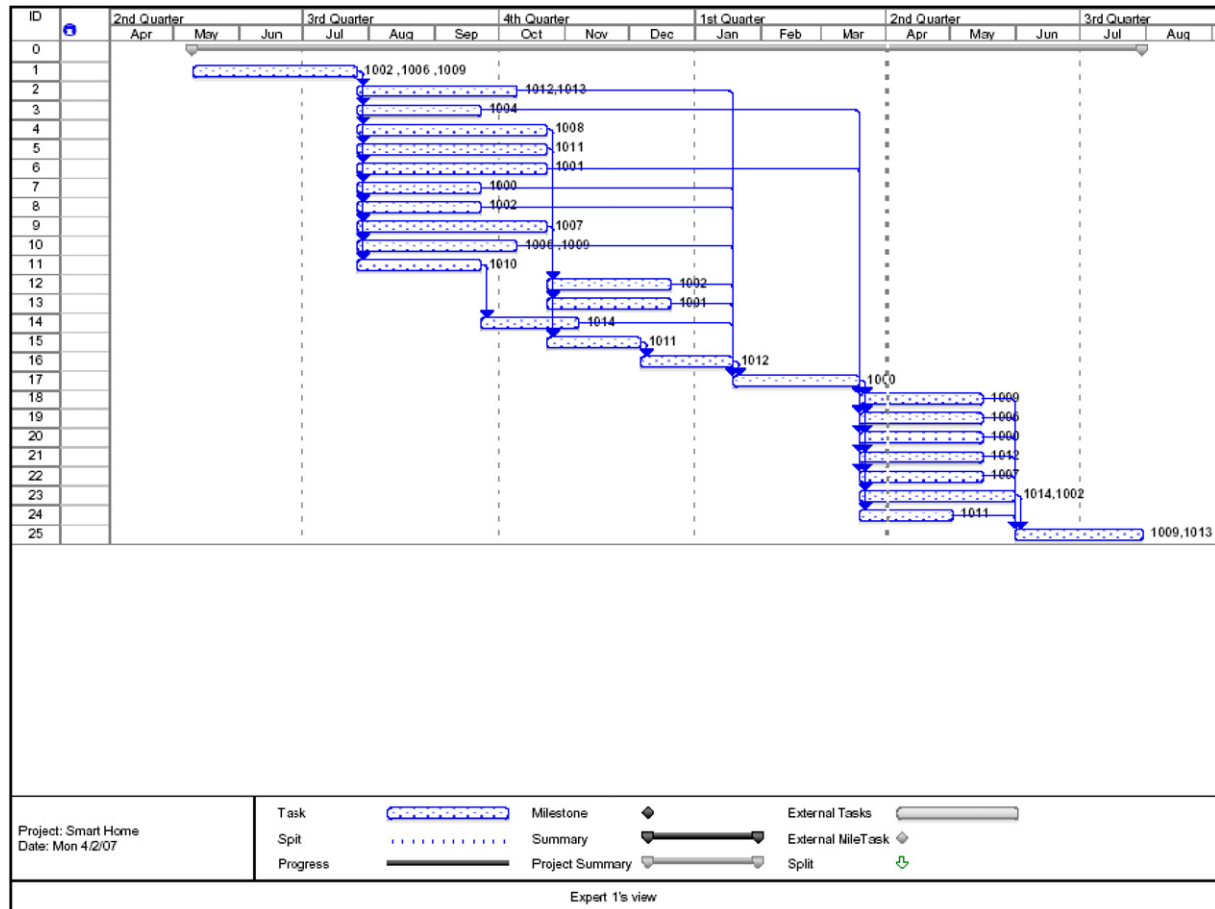 ID 2nd Quarter 3rd Quarter 4th Quarter 1st Quarter 2nd Quarter 3rd Quarter
Apr May Jun Jul Aug Sep Oct Nov Dec Jan Feb Mar Apr May Jun Jul Aug
0
1 1002 ,1006 ,1009
2 1012,1013
3 1004
4 1008
5 1011
6 1001
7 1000
8 1002
9 1007
10 1006 ,1009
11 1010
12 1002
13 1001
14 1014
15 1011
16 1012
17 1000
18 1009
19 1006
20 1000
21 1012
22 1007
23 1014,1002
24 1011
25 1009,1013
Project: Smart Home
Date: Mon 4/2/07
Task Milestone External Tasks
Spit Summary External MileTask
Progress Project Summary Split
Expert 1's view